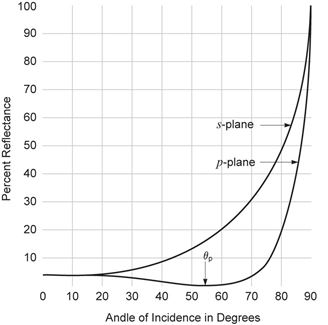 100
90
80
70
60
50
40
30
20
10
Percent Reflectance
s-plane
p-plane
θp
0 10 20 30 40 50 60 70 80 90
Andle of Incidence in Degrees